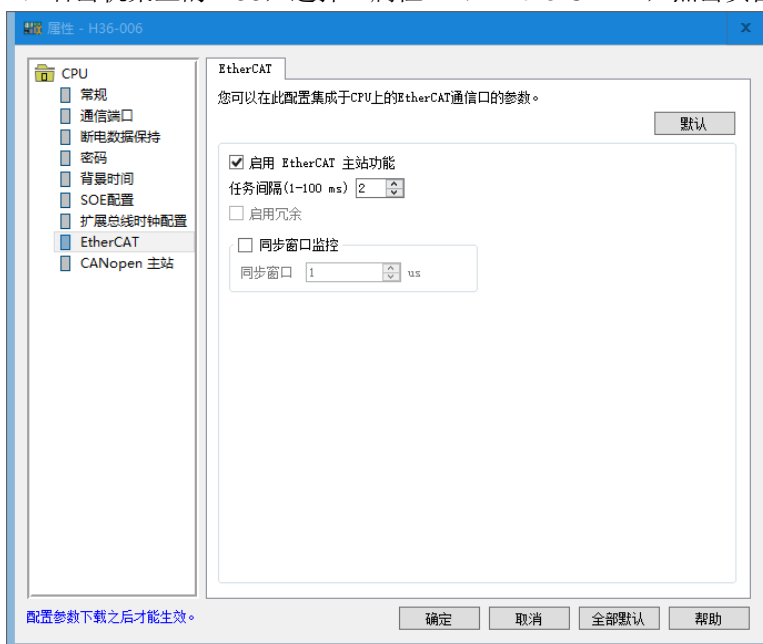 属性 - H36-006
x
CPU
常规
通信端口
断电数据保持
密码
背景时间
SOE配置
扩展总线时钟配置
EtherCAT
CANopen 主站
EtherCAT
您可以在此配置集成于CPU上的EtherCAT通信口的参数。
默认
启用 EtherCAT 主站功能
任务间隔(1-100 ms) 2
启用冗余
同步窗口监控
同步窗口 1 us
配置参数下载之后才能生效。
确定 取消 全部默认 帮助